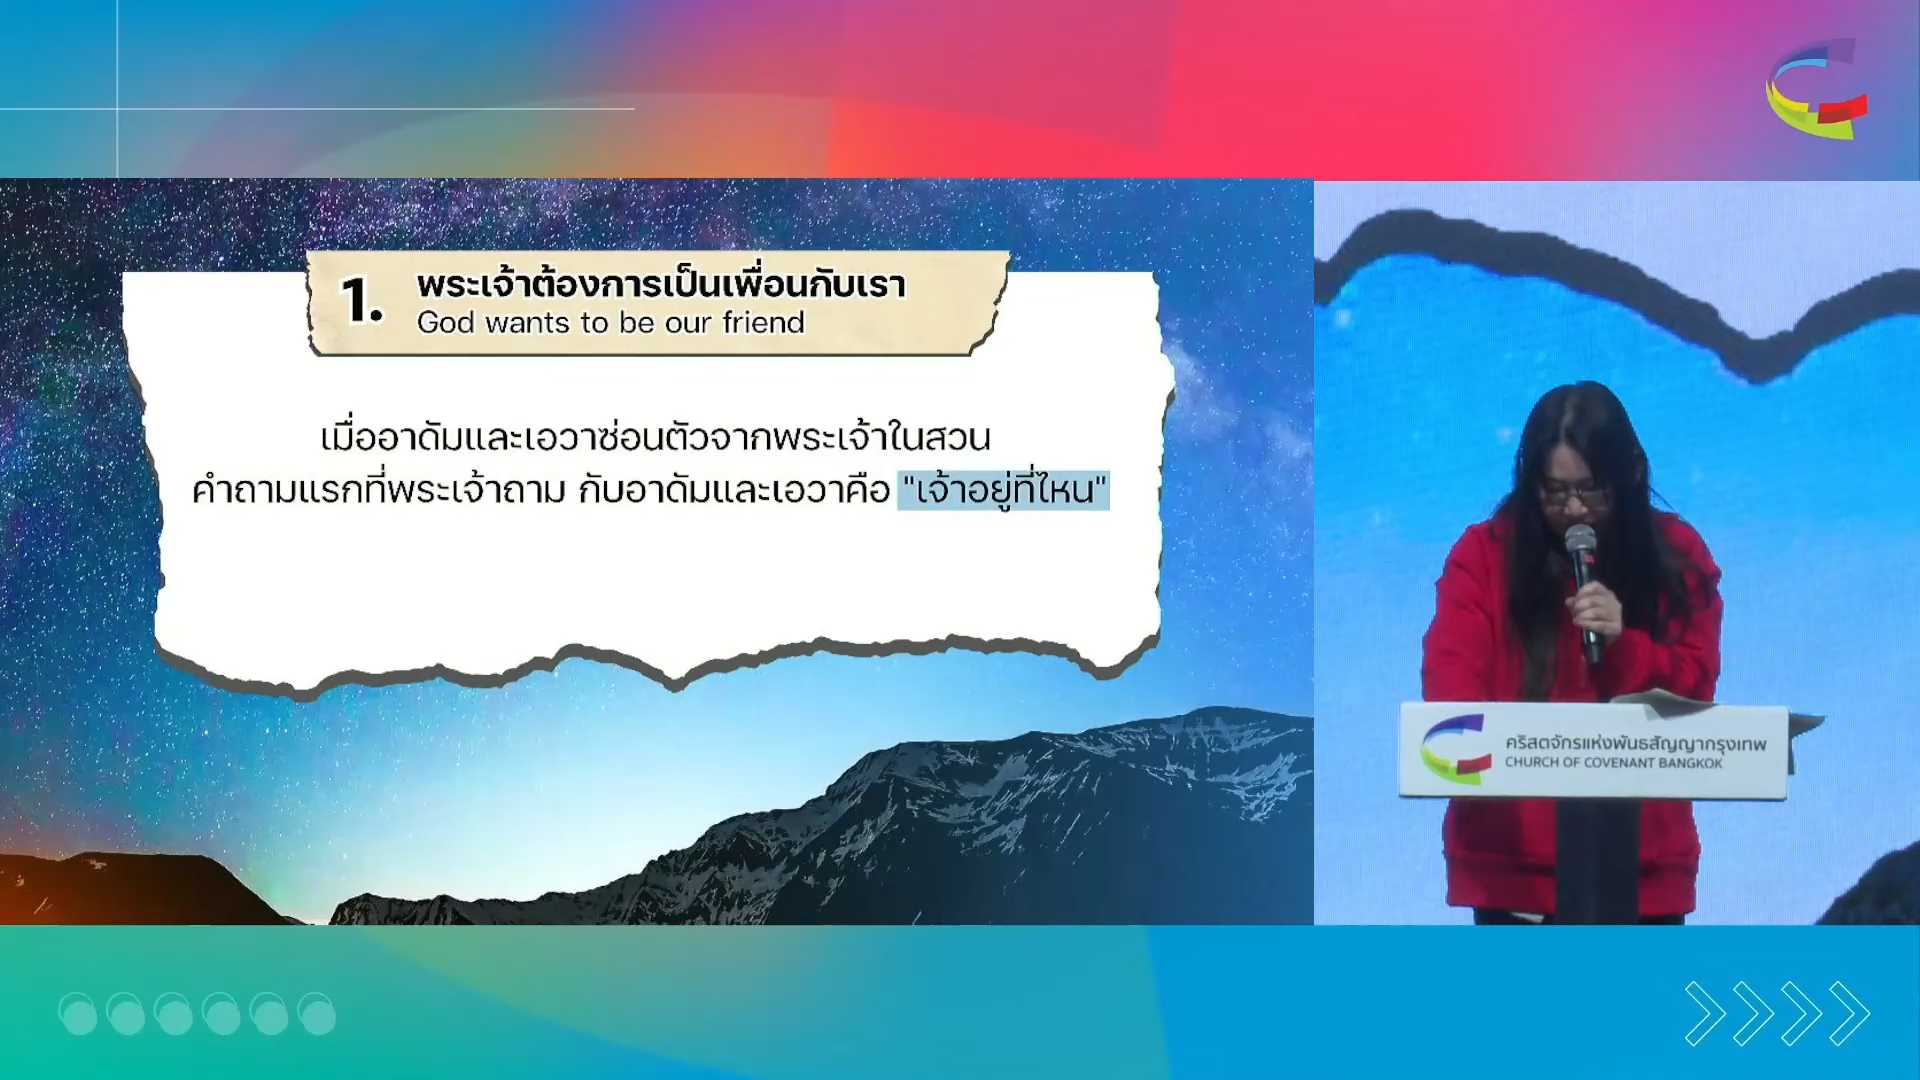 1.
พระเจ้าต้องการเป็นเพื่อนกับเรา
God wants to be our friend
เมื่ออาดัมและเอวาซ่อนตัวจากพระเจ้าในสวน
คำถามแรกที่พระเจ้าถาม กับอาดัมและเอวาคือ "เจ้าอยู่ที่ไหน"
คริสตจักรแห่งพันธสัญญากรุงเทพ
CHURCH OF COVENANT BANGKOK